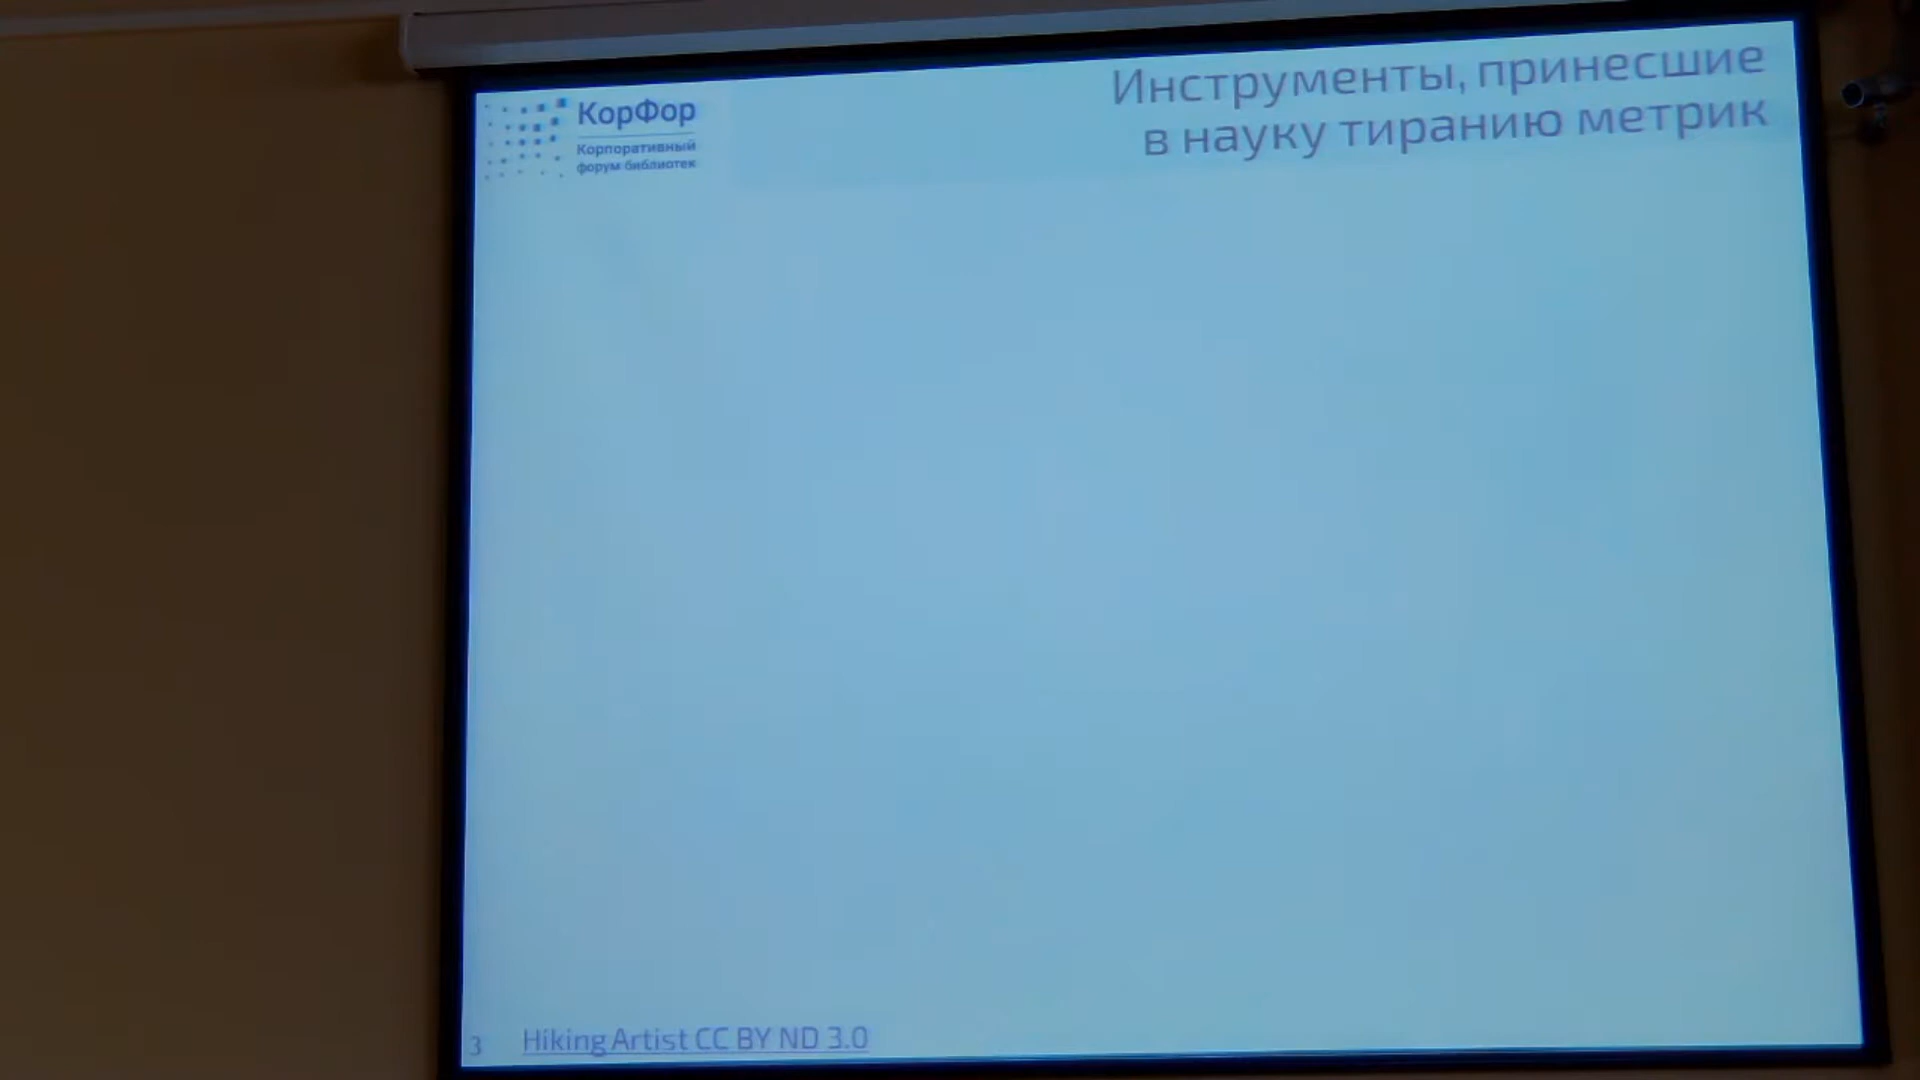 КорФор
Корпоративный
форум библиотек
Инструменты, принесшие
в науку тиранию метрик
3
Hiking Artist CC BY ND 3.0